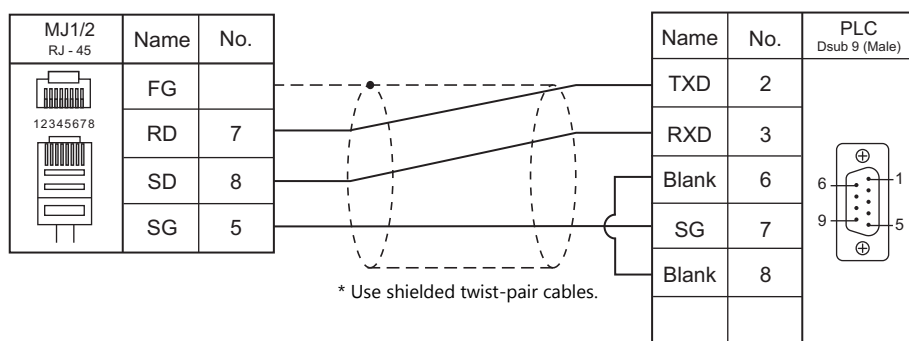 MJ1/2
RJ - 45
Name
No.
12345678
FG
RD 7
SD 8
SG 5
* Use shielded twist-pair cables.
Name
No.
PLC
Dsub 9 (Male)
TXD 2
RXD 3
Blank 6
SG 7
Blank 8
6
1
9
5